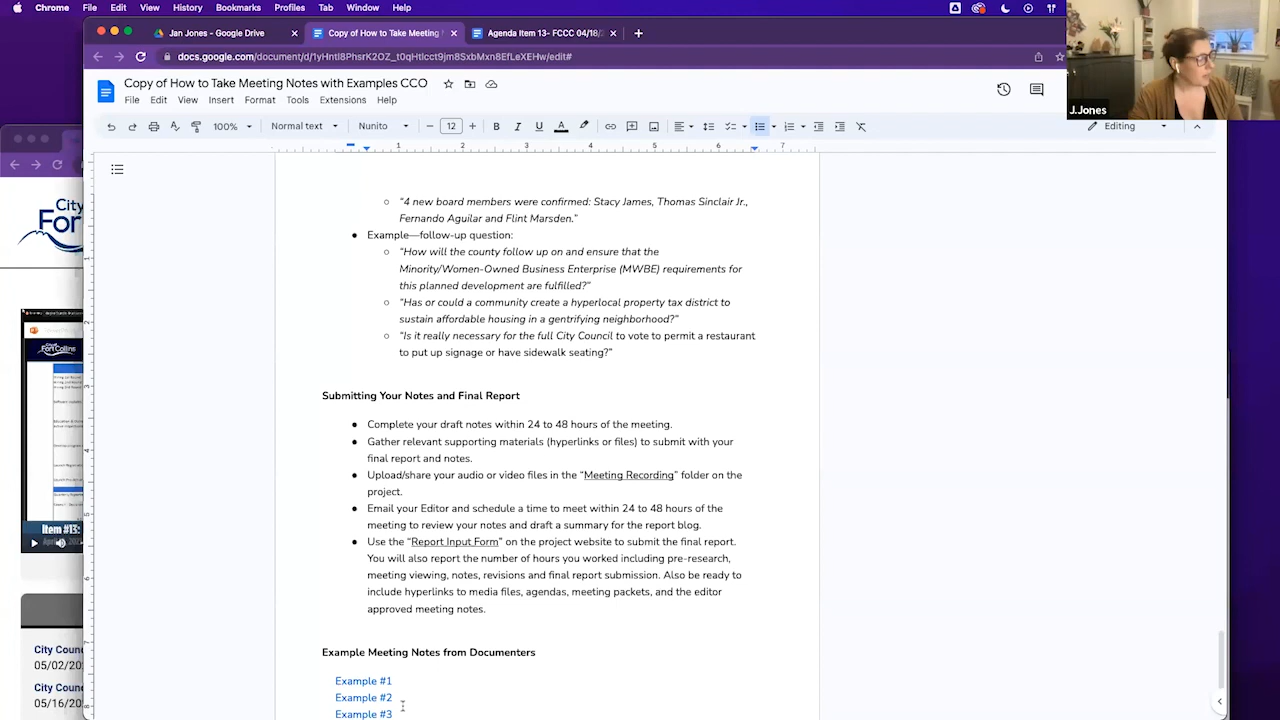 Chrome File Edit View History Bookmarks Profiles Tab Window Help
Jan Jones - Google Drive
Copy of How to Take Meeting
Agenda Item 13- FCCC 04/18/
docs.google.com/document/d/1yHntl8PhsrK2OZ_t0qHtlcct9jm8SxbMxn8EfLeXEHw/edit#
Copy of How to Take Meeting Notes with Examples CCO
File Edit View Insert Format Tools Extensions Help
100% Normal text Nunito 12 B I U A Editing
1 2 3 4 5 6 7
J.Jones
“4 new board members were confirmed: Stacy James, Thomas Sinclair Jr.,
Fernando Aguilar and Flint Marsden.”
Example—follow-up question:
“How will the county follow up on and ensure that the
Minority/Women-Owned Business Enterprise (MWBE) requirements for
this planned development are fulfilled?”
“Has or could a community create a hyperlocal property tax district to
sustain affordable housing in a gentrifying neighborhood?”
“Is it really necessary for the full City Council to vote to permit a restaurant
to put up signage or have sidewalk seating?”
Submitting Your Notes and Final Report
Complete your draft notes within 24 to 48 hours of the meeting.
Gather relevant supporting materials (hyperlinks or files) to submit with your
final report and notes.
Upload/share your audio or video files in the “Meeting Recording” folder on the
project.
Email your Editor and schedule a time to meet within 24 to 48 hours of the
meeting to review your notes and draft a summary for the report blog.
Use the “Report Input Form” on the project website to submit the final report.
You will also report the number of hours you worked including pre-research,
meeting viewing, notes, revisions and final report submission. Also be ready to
include hyperlinks to media files, agendas, meeting packets, and the editor
approved meeting notes.
Example Meeting Notes from Documenters
Example #1
Example #2
Example #3
City
For
Fort Collins
Item #13:
City Counc
05/02/20
City Counc
05/16/20